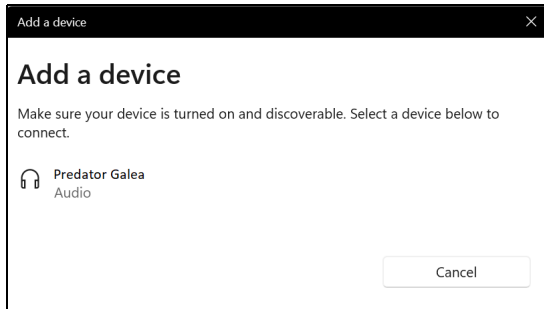 Add a device
Add a device
Make sure your device is turned on and discoverable. Select a device below to
connect.
Predator Galea
Audio
Cancel